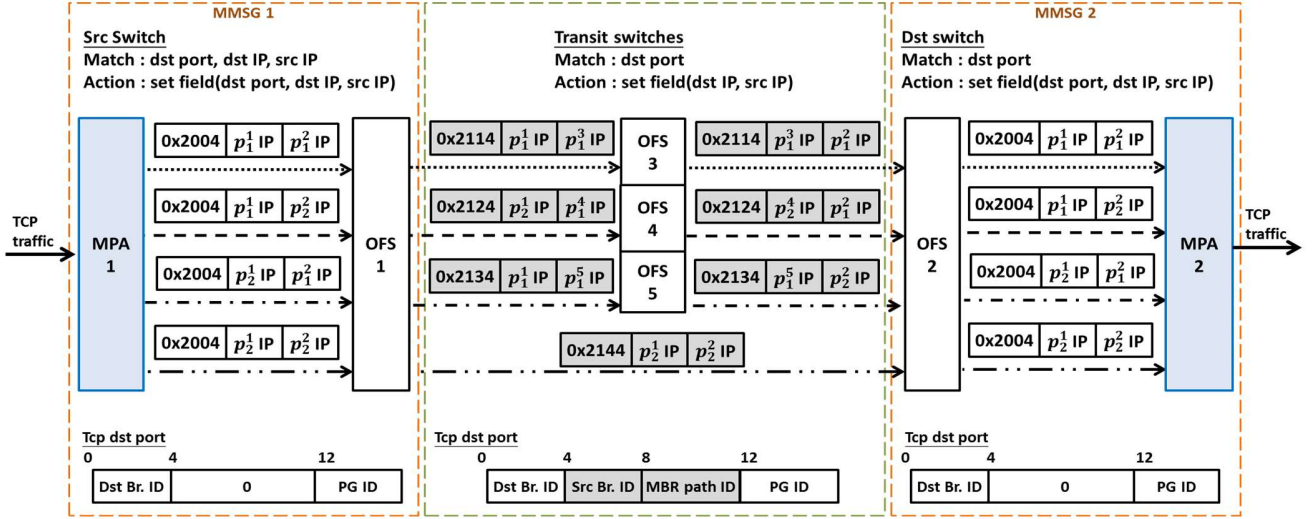 MMSG 1
MMSG 2
Src Switch
Match : dst port, dst IP, src IP
Action : set field(dst port, dst IP, src IP)
Transit switches
Match : dst port
Action : set field(dst IP, src IP)
Dst switch
Match : dst port
Action : set field(dst port, dst IP, src IP)
TCP
traffic
MPA
1
0x2004 p₁¹ IP p₁² IP
0x2004 p₁¹ IP p₂² IP
0x2004 p₂¹ IP p₁² IP
0x2004 p₂¹ IP p₂² IP
OFS
1
0x2114 p₁¹ IP p₁³ IP
0x2124 p₂¹ IP p₁⁴ IP
0x2134 p₁¹ IP p₁⁵ IP
OFS
3
OFS
4
OFS
5
0x2114 p₁³ IP p₁² IP
0x2124 p₂⁴ IP p₁² IP
0x2134 p₁⁵ IP p₂² IP
0x2144 p₂¹ IP p₂² IP
OFS
2
0x2004 p₁¹ IP p₁² IP
0x2004 p₁¹ IP p₂² IP
0x2004 p₂¹ IP p₁² IP
0x2004 p₂¹ IP p₂² IP
MPA
2
TCP
traffic
Tcp dst port
0 4 12
Dst Br. ID 0 PG ID
Tcp dst port
0 4 8 12
Dst Br. ID Src Br. ID MBR path ID PG ID
Tcp dst port
0 4 12
Dst Br. ID 0 PG ID